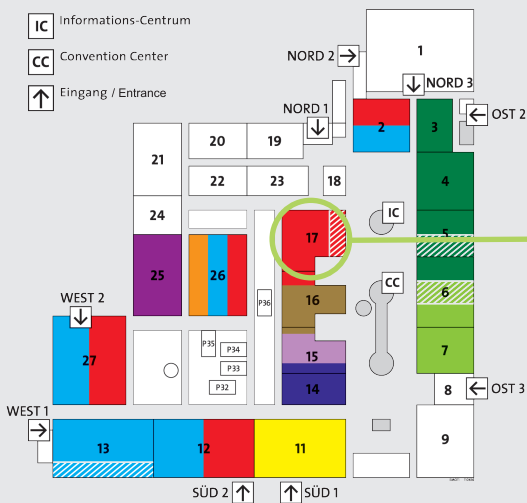 IC Informations-Centrum
CC Convention Center
Eingang / Entrance
NORD 2
1
NORD 3
NORD 1
2
3
OST 2
21
20
19
4
22
23
18
24
IC
17
5
25
26
CC
P36
16
6
WEST 2
27
P35
P34
P33
P32
15
7
14
8
OST 3
WEST 1
13
12
11
9
SÜD 2
SÜD 1